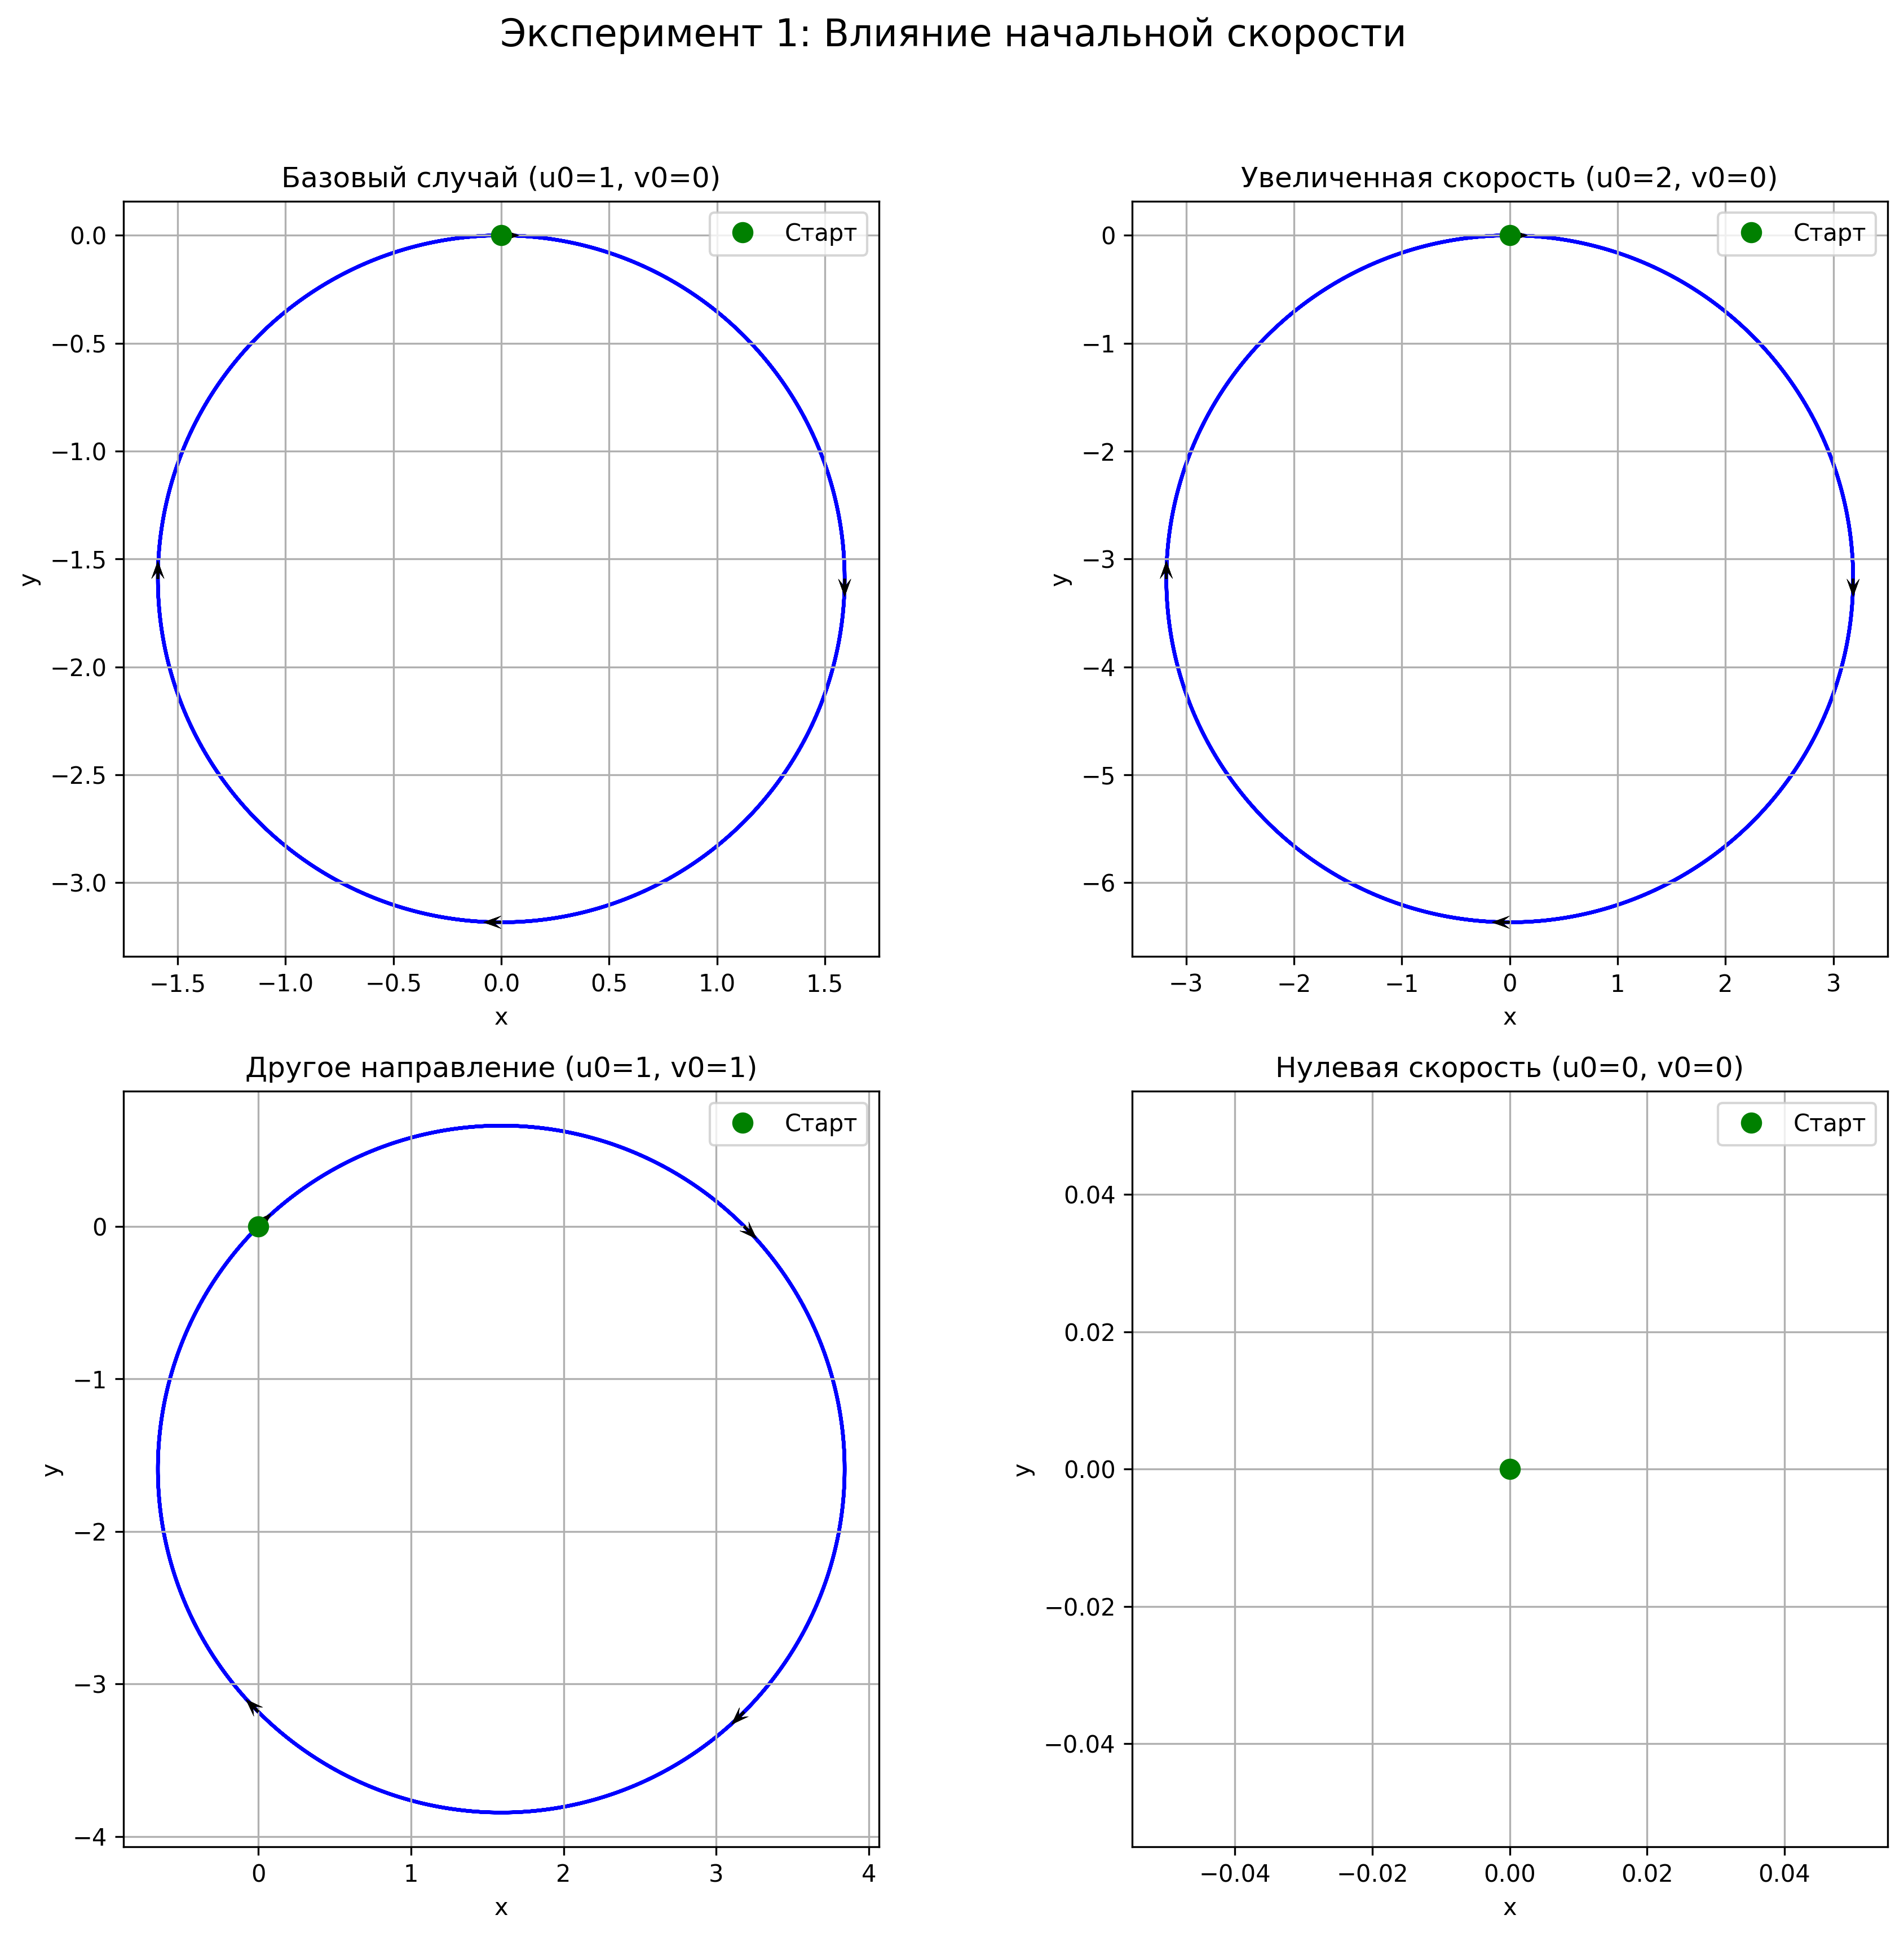 Эксперимент 1: Влияние начальной скорости
Базовый случай (u0=1, v0=0)
Старт
0.0
−0.5
−1.0
−1.5
−2.0
−2.5
−3.0
y
−1.5 −1.0 −0.5 0.0 0.5 1.0 1.5
x
Увеличенная скорость (u0=2, v0=0)
Старт
0
−1
−2
−3
−4
−5
−6
y
−3 −2 −1 0 1 2 3
x
Другое направление (u0=1, v0=1)
Старт
0
−1
−2
−3
−4
y
0 1 2 3 4
x
Нулевая скорость (u0=0, v0=0)
Старт
0.04
0.02
0.00
−0.02
−0.04
y
−0.04 −0.02 0.00 0.02 0.04
x